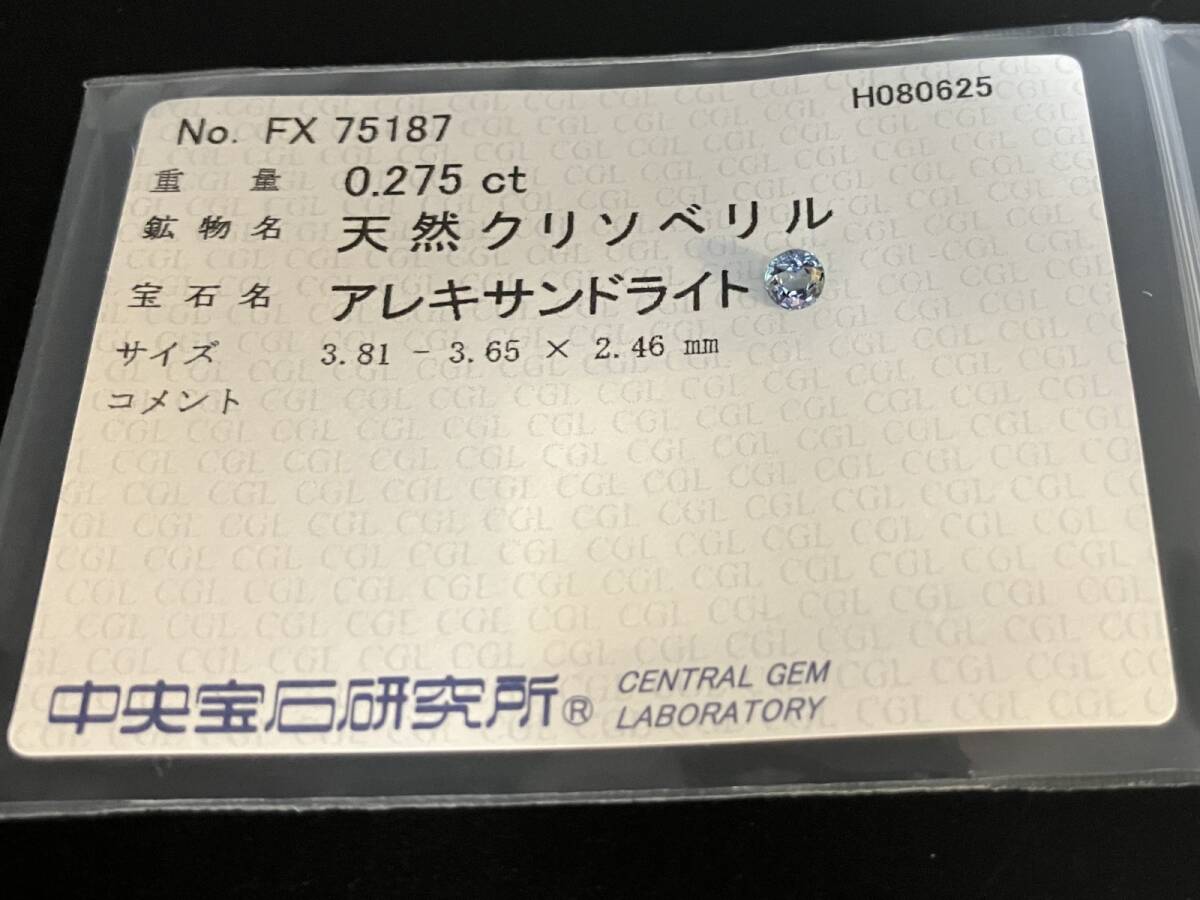 H080625
No. FX 75187
重量 0.275 ct
鉱物名 天然クリソベリル
宝石名 アレキサンドライト
サイズ 3.81 - 3.65 × 2.46 mm
コメント
中央宝石研究所® CENTRAL GEM LABORATORY